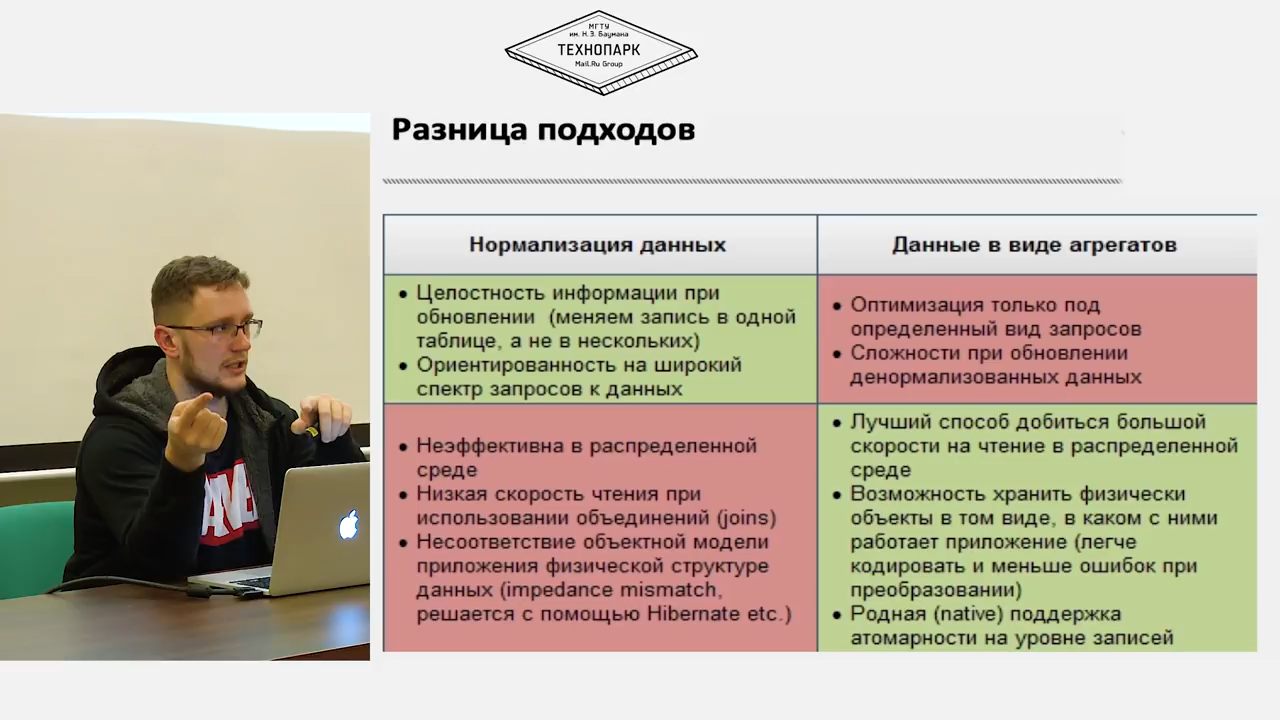 МГТУ
им. Н.Э. Баумана
ТЕХНОПАРК
Mail.Ru Group
Разница подходов
Нормализация данных
Данные в виде агрегатов
• Целостность информации при
обновлении (меняем запись в одной
таблице, а не в нескольких)
• Ориентированность на широкий
спектр запросов к данных
• Оптимизация только под
определенный вид запросов
• Сложности при обновлении
денормализованных данных
• Неэффективна в распределенной
среде
• Низкая скорость чтения при
использовании объединений (joins)
• Несоответствие объектной модели
приложения физической структуре
данных (impedance mismatch,
решается с помощью Hibernate etc.)
• Лучший способ добиться большой
скорости на чтение в распределенной
среде
• Возможность хранить физически
объекты в том виде, в каком с ними
работает приложение (легче
кодировать и меньше ошибок при
преобразовании)
• Родная (native) поддержка
атомарности на уровне записей